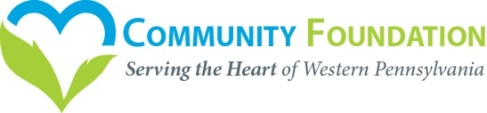 Community Foundation
Serving the Heart of Western Pennsylvania